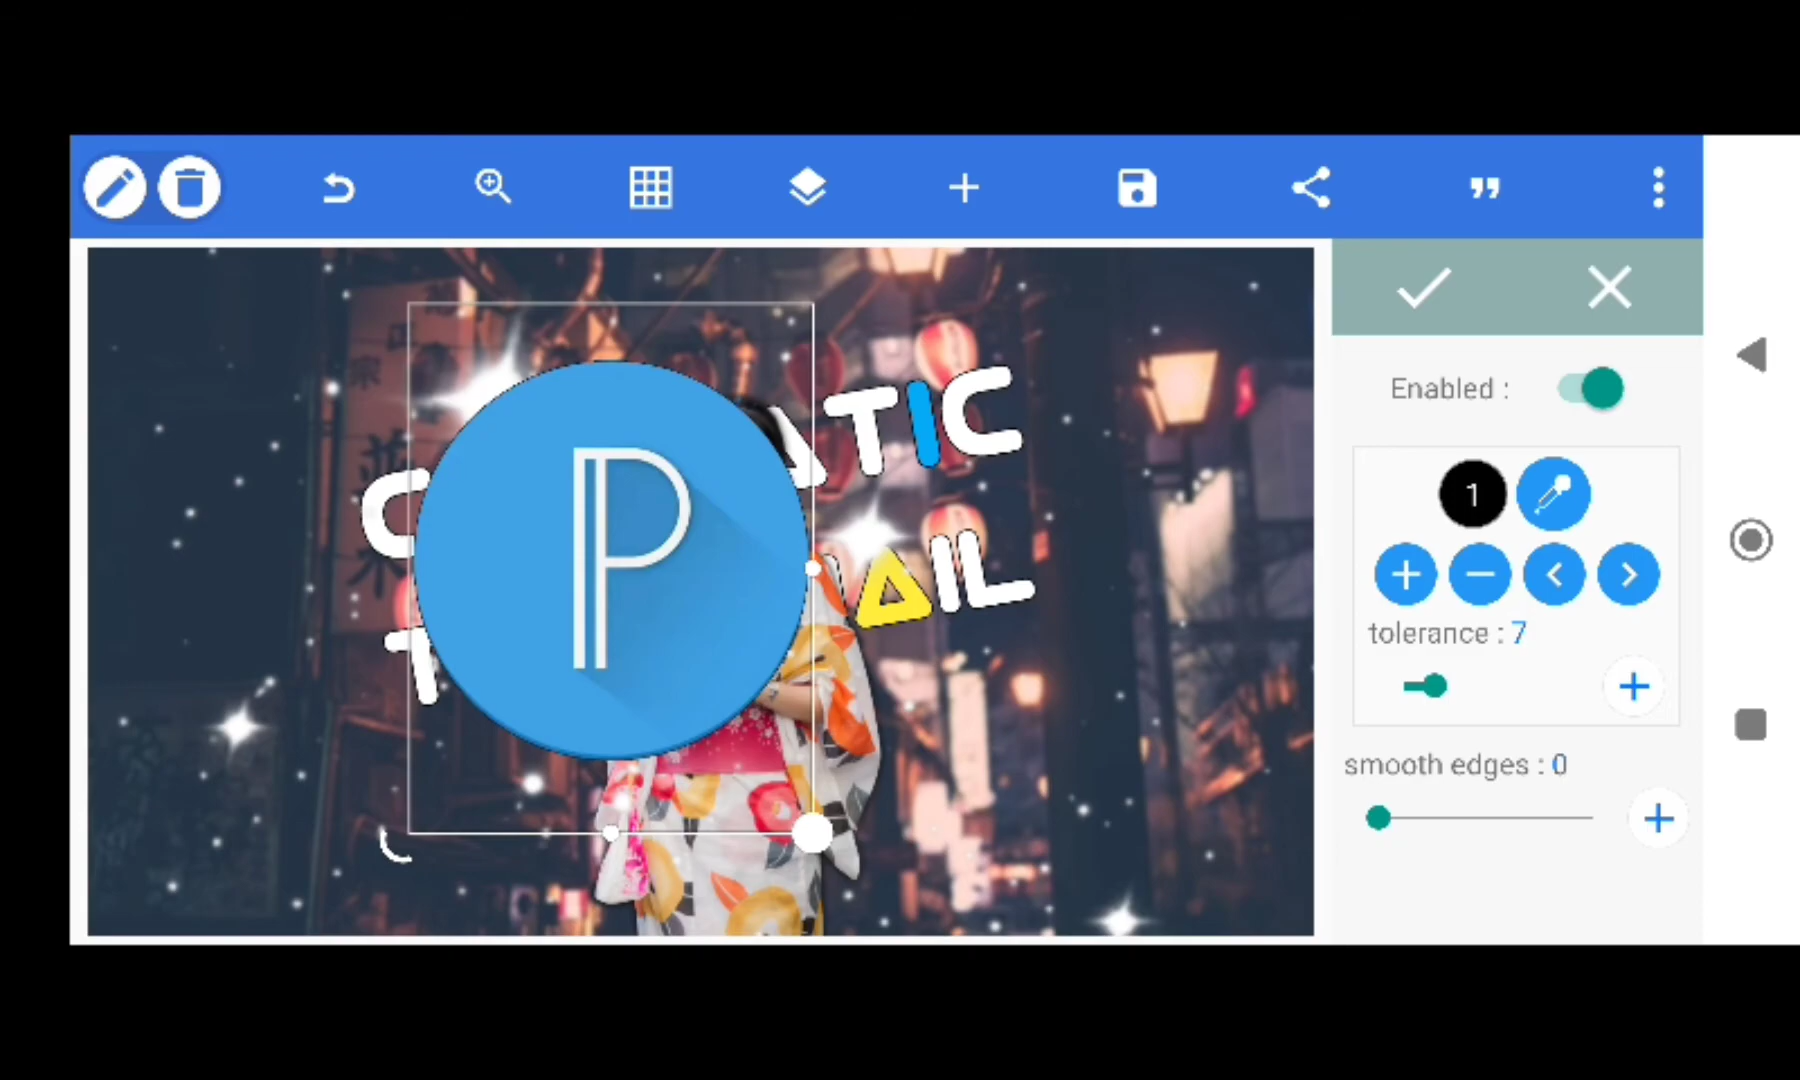 Enabled :
1
tolerance : 7
smooth edges : 0
C ATIC
P
AIL
T